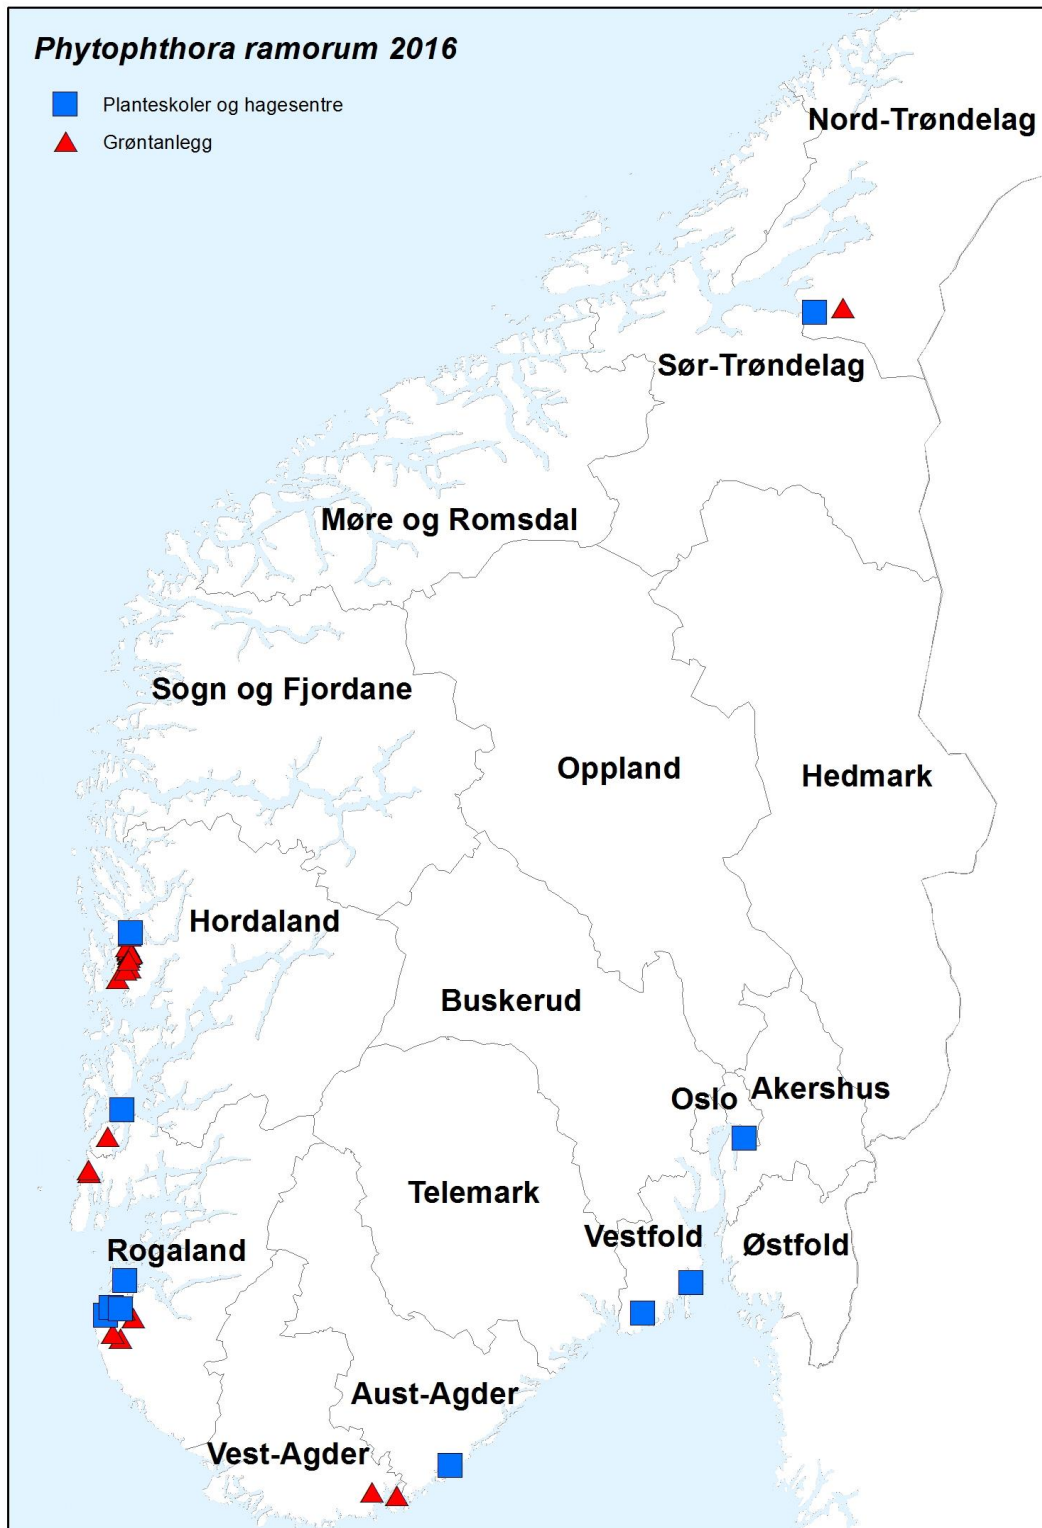 Phytophthora ramorum 2016
Planteskoler og hagesentre
Grøntanlegg
Nord-Trøndelag
Sør-Trøndelag
Møre og Romsdal
Sogn og Fjordane
Oppland
Hedmark
Hordaland
Buskerud
Oslo
Akershus
Telemark
Vestfold
Østfold
Rogaland
Aust-Agder
Vest-Agder